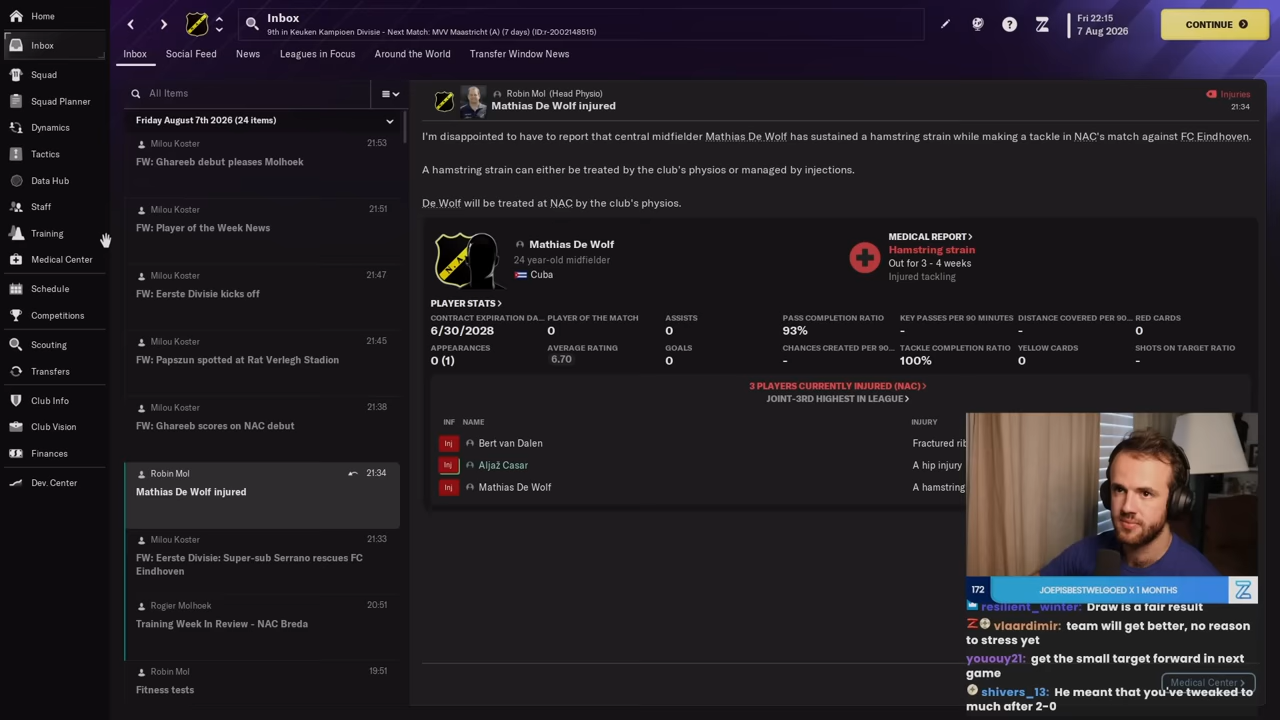 Home
Inbox
Squad
Squad Planner
Dynamics
Tactics
Data Hub
Staff
Training
Medical Center
Schedule
Competitions
Scouting
Transfers
Club Info
Club Vision
Finances
Dev. Center
Inbox
9th in Keuken Kampioen Divisie - Next Match: MVV Maastricht (A) (7 days) (ID:r-2002148515)
Fri 22:15
7 Aug 2026
CONTINUE
Inbox Social Feed News Leagues in Focus Around the World Transfer Window News
All Items
Friday August 7th 2026 (24 items)
Milou Koster 21:53
FW: Ghareeb debut pleases Molhoek
Milou Koster 21:51
FW: Player of the Week News
Milou Koster 21:47
FW: Eerste Divisie kicks off
Milou Koster 21:45
FW: Papszun spotted at Rat Verlegh Stadion
Milou Koster 21:38
FW: Ghareeb scores on NAC debut
Robin Mol 21:34
Mathias De Wolf injured
Milou Koster 21:33
FW: Eerste Divisie: Super-sub Serrano rescues FC
Eindhoven
Rogier Molhoek 20:51
Training Week In Review - NAC Breda
Robin Mol 19:51
Fitness tests
Robin Mol (Head Physio)
Mathias De Wolf injured
Injuries
21:34
I'm disappointed to have to report that central midfielder Mathias De Wolf has sustained a hamstring strain while making a tackle in NAC's match against FC Eindhoven.
A hamstring strain can either be treated by the club's physios or managed by injections.
De Wolf will be treated at NAC by the club's physios.
Mathias De Wolf
24 year-old midfielder
Cuba
MEDICAL REPORT
Hamstring strain
Out for 3 - 4 weeks
Injured tackling
PLAYER STATS
CONTRACT EXPIRATION DA... PLAYER OF THE MATCH ASSISTS PASS COMPLETION RATIO KEY PASSES PER 90 MINUTES DISTANCE COVERED PER 90... RED CARDS
6/30/2028 0 0 93% - - 0
APPEARANCES AVERAGE RATING GOALS CHANCES CREATED PER 90... TACKLE COMPLETION RATIO YELLOW CARDS SHOTS ON TARGET RATIO
0 (1) 6.70 0 - 100% 0 -
3 PLAYERS CURRENTLY INJURED (NAC)
JOINT-3RD HIGHEST IN LEAGUE
INF NAME INJURY
Inj Bert van Dalen Fractured rib
Inj Aljaž Casar A hip injury
Inj Mathias De Wolf A hamstring
172 JOEPISBESTWELGOED X 1 MONTHS
resilient_winter: Draw is a fair result
vlaardimir: team will get better, no reason
to stress yet
yououy21: get the small target forward in next
game
shivers_13: He meant that you've tweaked to
much after 2-0
Medical Center